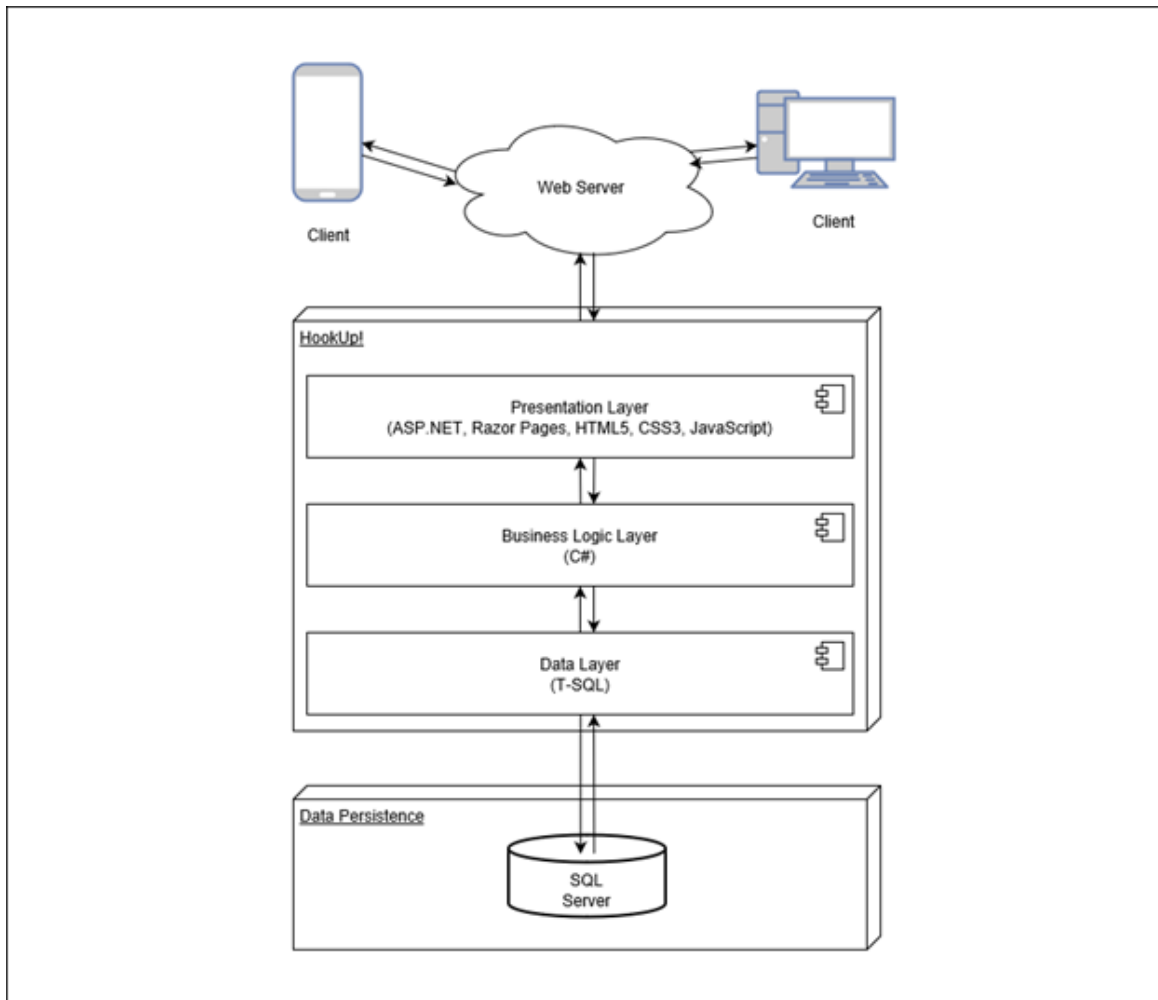 Web Server
Client
Client
HookUp!
Presentation Layer
(ASP.NET, Razor Pages, HTML5, CSS3, JavaScript)
Business Logic Layer
(C#)
Data Layer
(T-SQL)
Data Persistence
SQL
Server